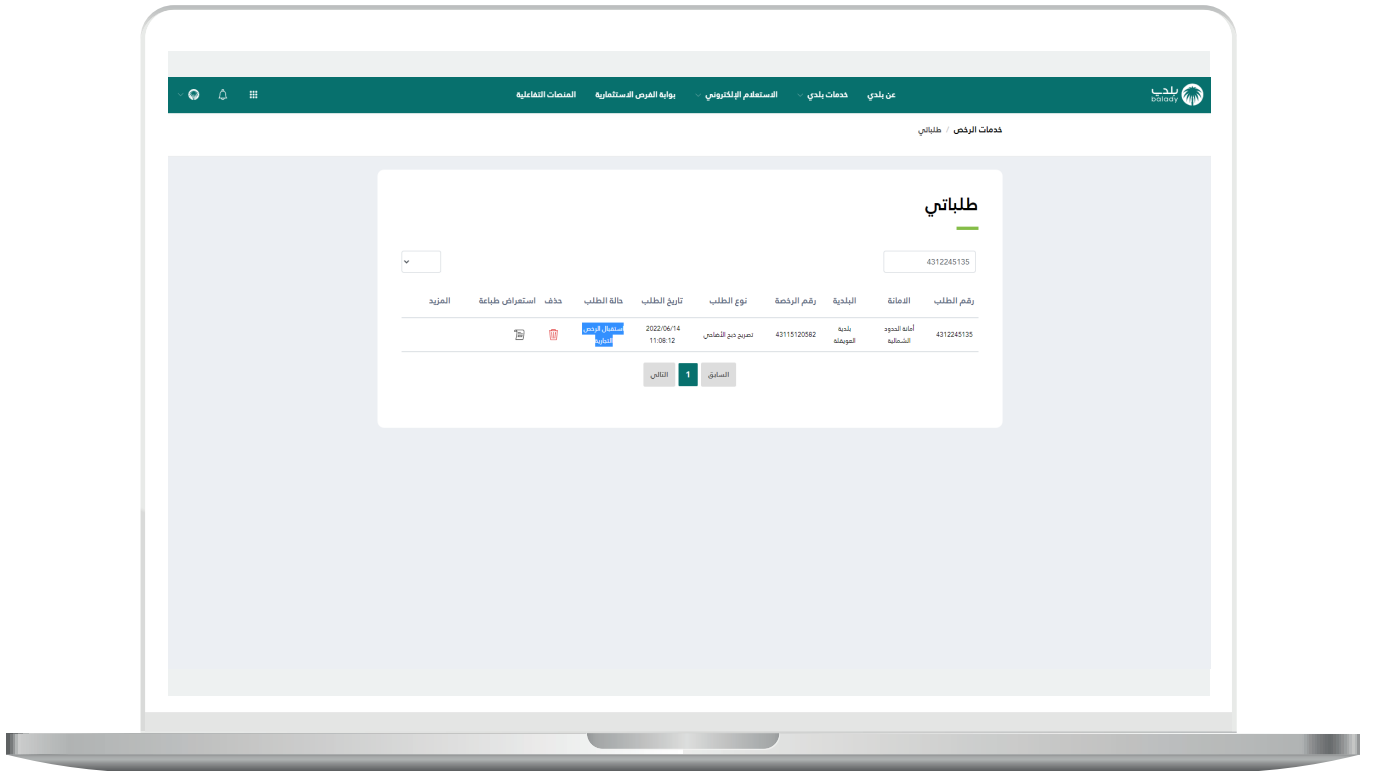 بلدي
balady
عن بلدي
خدمات بلدي
الاستعلام الإلكتروني
بوابة الفرص الاستثمارية
المنصات التفاعلية
خدمات الرخص / طلباتي
طلباتي
4312245135
رقم الطلب الامانة البلدية رقم الرخصة نوع الطلب تاريخ الطلب حالة الطلب حذف استعراض طباعة المزيد
4312245135 أمانة الحدود الشمالية بلدية العويقلة 43115120582 تصريح ذبح الأضاحي 2022/06/14 11:08:12 استقبال الرخص التجارية
السابق 1 التالي